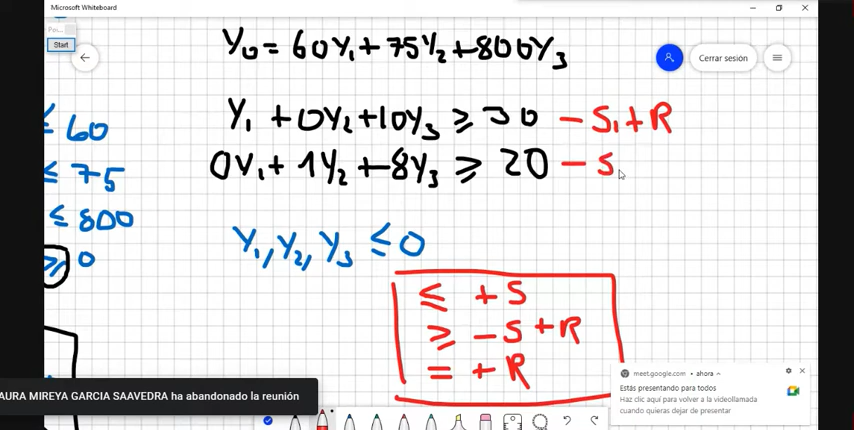 Microsoft Whiteboard
Start
Y0 = 60Y1 + 75Y2 + 800Y3
Cerrar sesión
Y1 + 0Y2 + 10Y3 ≥ 30 - S1 + R
≤ 60
0Y1 + 1Y2 + 8Y3 ≥ 20 - S
≤ 75
≤ 800
Y1, Y2, Y3 ≤ 0
≥ 0
≤ + S
≥ - S + R
= + R
meet.google.com • ahora
Estás presentando para todos
Haz clic aquí para volver a la videollamada
cuando quieras dejar de presentar
AURA MIREYA GARCIA SAAVEDRA ha abandonado la reunión